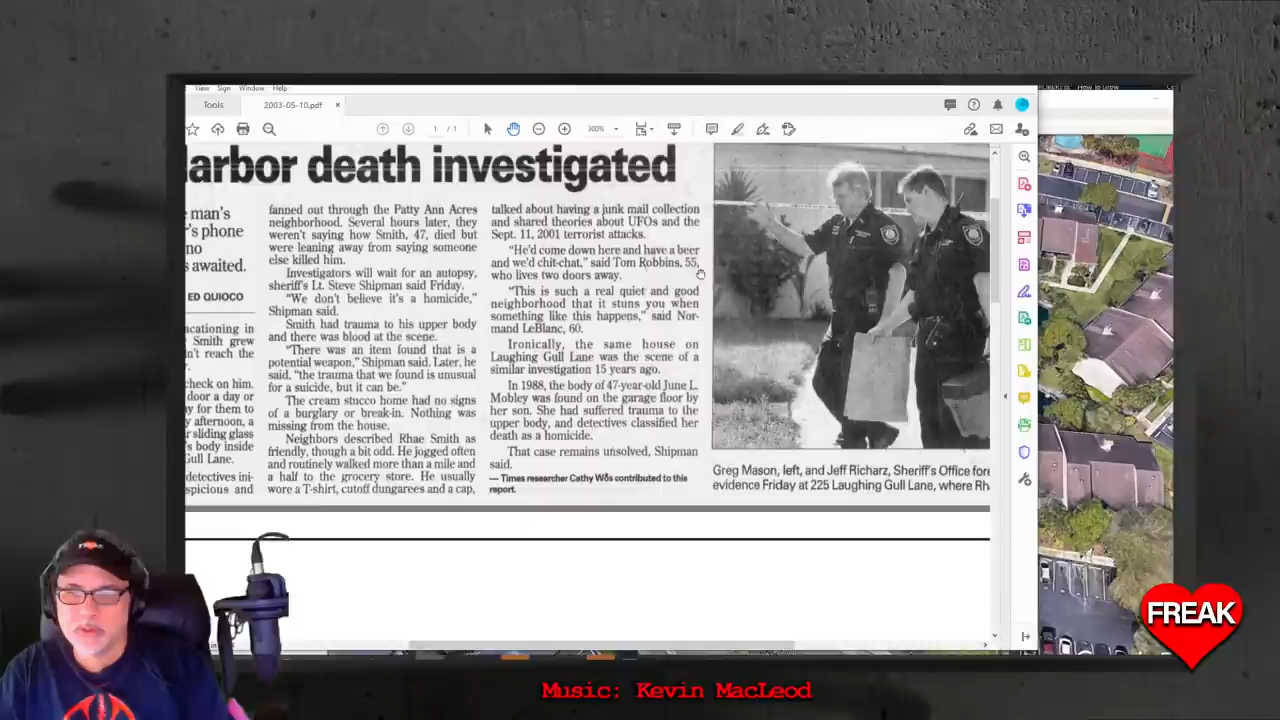 View Sign Window Help
Tools
2003-05-10.pdf
1 / 1
300%
arbor death investigated
man's
's phone
no
s awaited.
ED QUIOCO
acationing in
Smith grew
n't reach the
check on him.
door a day or
y for them to
y afternoon, a
r sliding glass
's body inside
Gull Lane.
detectives ini-
spicious and
fanned out through the Patty Ann Acres
neighborhood. Several hours later, they
weren't saying how Smith, 47, died but
were leaning away from saying someone
else killed him.
Investigators will wait for an autopsy,
sheriff's Lt. Steve Shipman said Friday.
"We don't believe it's a homicide,"
Shipman said.
Smith had trauma to his upper body
and there was blood at the scene.
"There was an item found that is a
potential weapon," Shipman said. Later, he
said, "the trauma that we found is unusual
for a suicide, but it can be."
The cream stucco home had no signs
of a burglary or break-in. Nothing was
missing from the house.
Neighbors described Rhae Smith as
friendly, though a bit odd. He jogged often
and routinely walked more than a mile and
a half to the grocery store. He usually
wore a T-shirt, cutoff dungarees and a cap,
talked about having a junk mail collection
and shared theories about UFOs and the
Sept. 11, 2001 terrorist attacks.
"He'd come down here and have a beer
and we'd chit-chat," said Tom Robbins, 55,
who lives two doors away.
"This is such a real quiet and good
neighborhood that it stuns you when
something like this happens," said Nor-
mand LeBlanc, 60.
Ironically, the same house on
Laughing Gull Lane was the scene of a
similar investigation 15 years ago.
In 1988, the body of 47-year-old June L.
Mobley was found on the garage floor by
her son. She had suffered trauma to the
upper body, and detectives classified her
death as a homicide.
That case remains unsolved, Shipman
said.
— Times researcher Cathy Wos contributed to this
report.
Greg Mason, left, and Jeff Richarz, Sheriff's Office fore
evidence Friday at 225 Laughing Gull Lane, where Rh
How to Grow
FREAK
Music: Kevin MacLeod